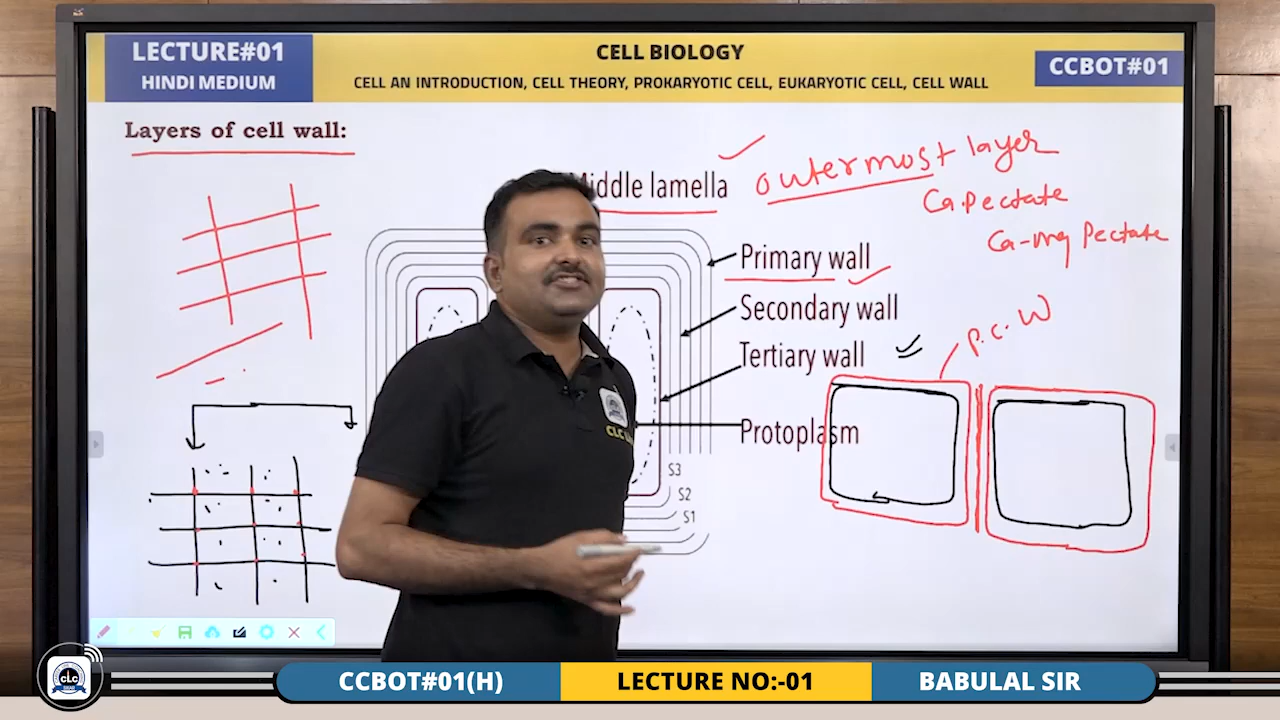 LECTURE#01
HINDI MEDIUM
CELL BIOLOGY
CELL AN INTRODUCTION, CELL THEORY, PROKARYOTIC CELL, EUKARYOTIC CELL, CELL WALL
CCBOT#01
Layers of cell wall:
Middle lamella
outermost layer
Ca Pectate
Ca-mg Pectate
Primary wall
Secondary wall
Tertiary wall
Protoplasm
P.C.W
S3
S2
S1
CLC
CLC
CCBOT#01(H)
LECTURE NO:-01
BABULAL SIR